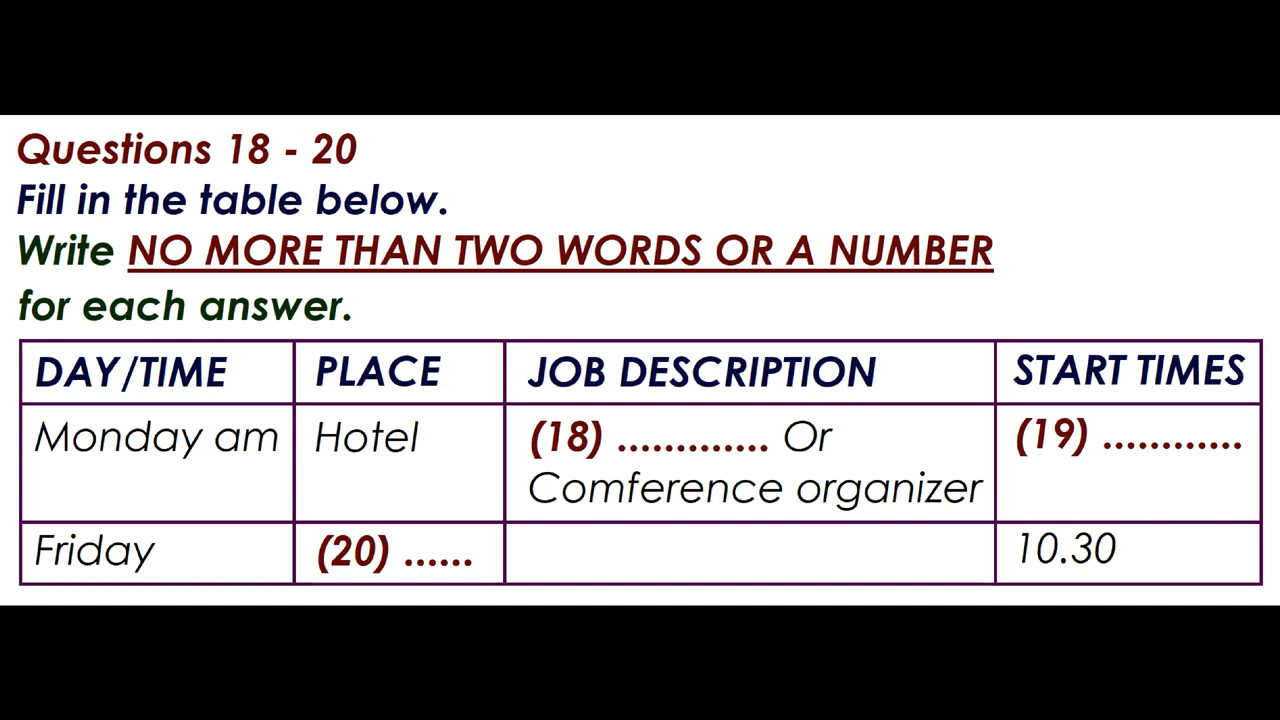 Questions 18 - 20
Fill in the table below.
Write NO MORE THAN TWO WORDS OR A NUMBER
for each answer.
DAY/TIME PLACE JOB DESCRIPTION START TIMES
Monday am Hotel (18) ............. Or (19) ............
Comference organizer
Friday (20) ...... 10.30